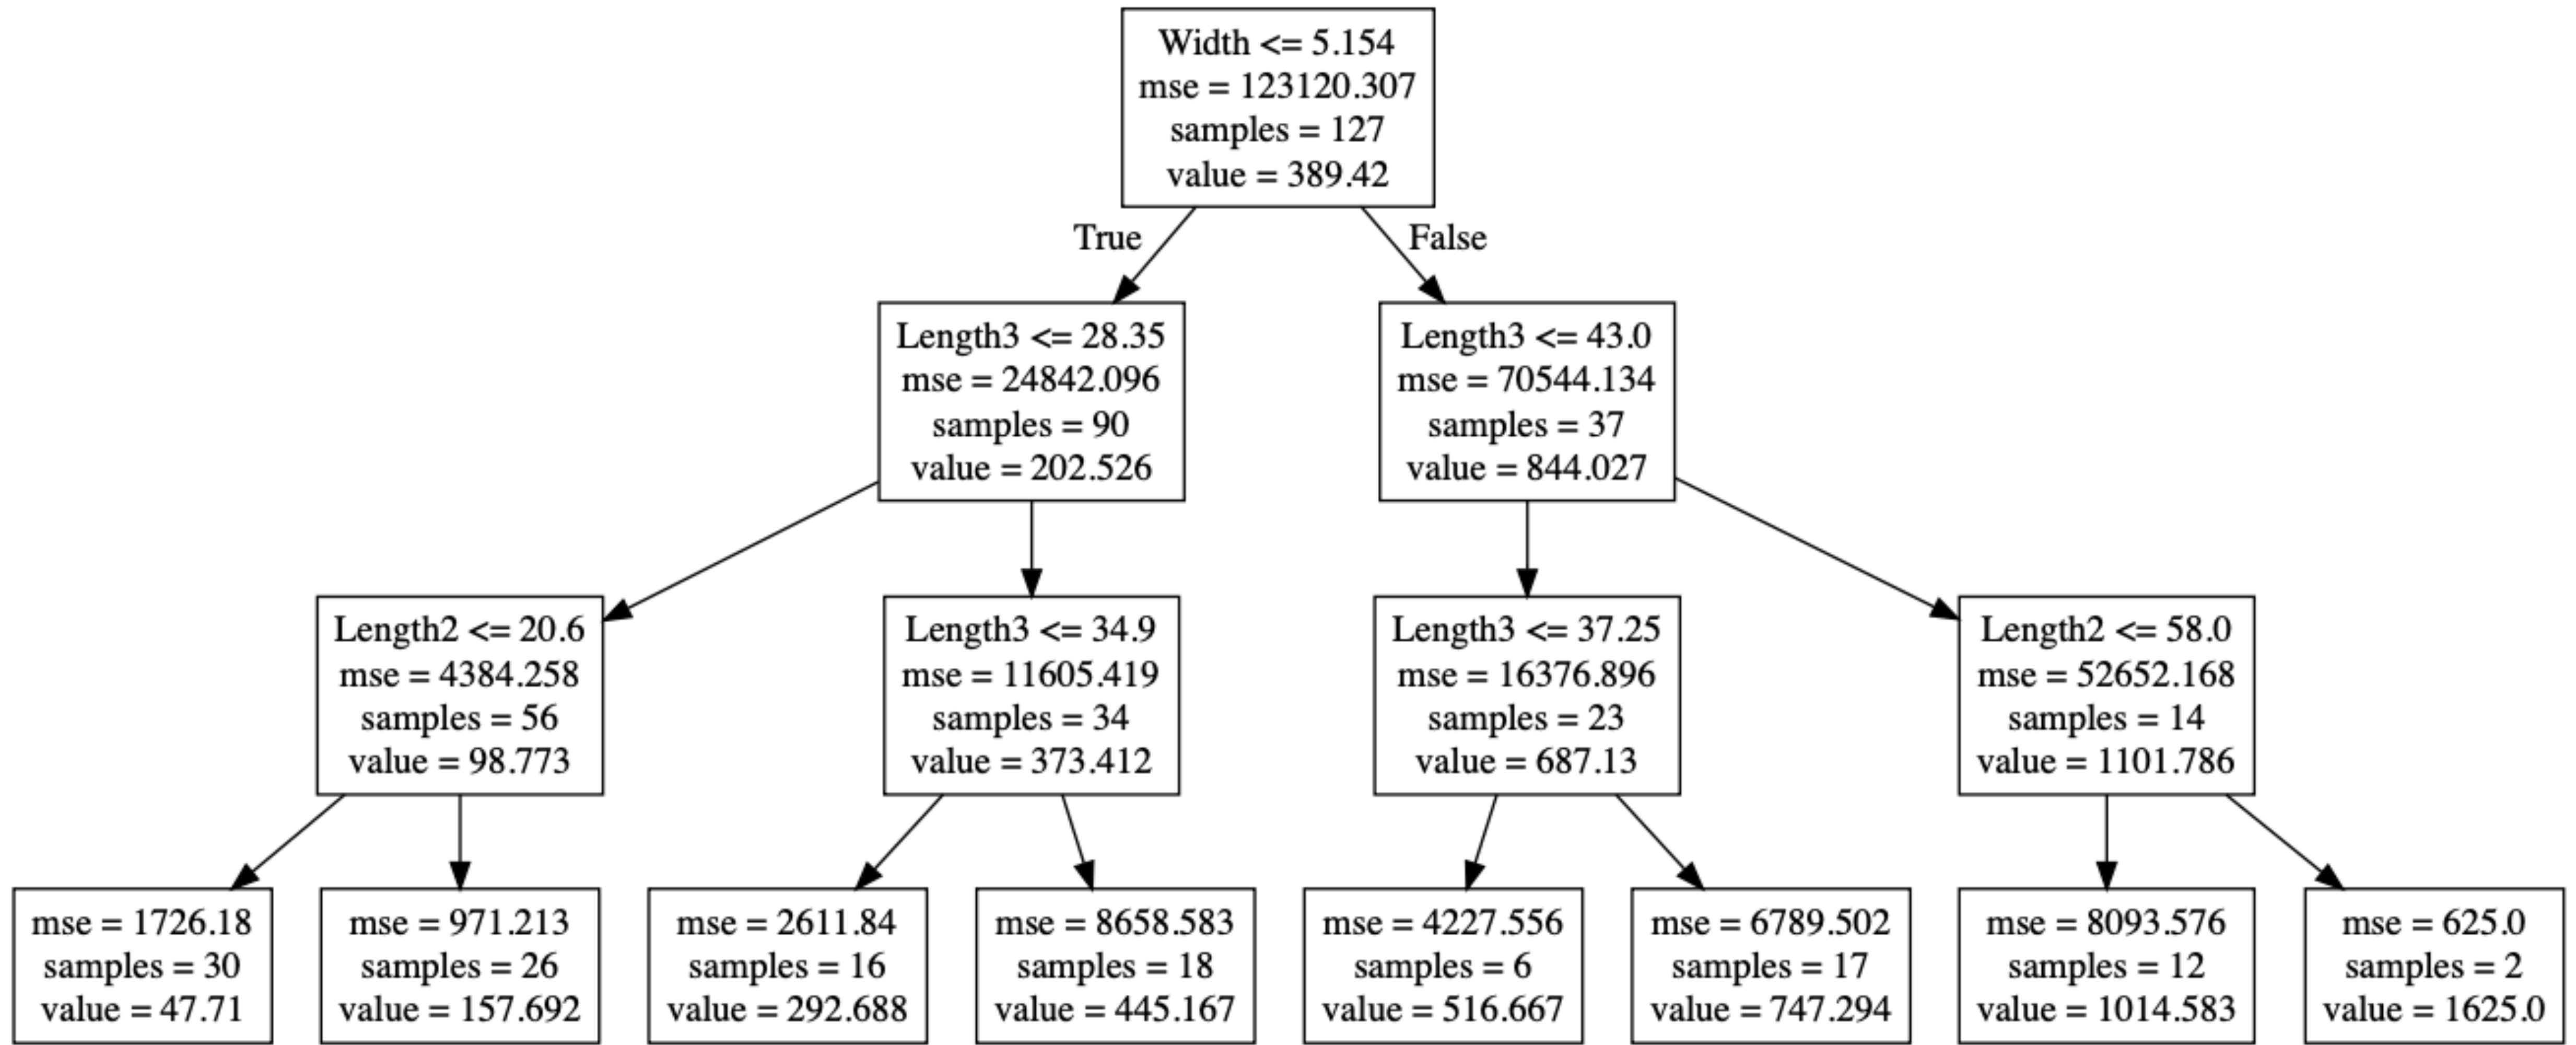 Width <= 5.154
mse = 123120.307
samples = 127
value = 389.42
True
False
Length3 <= 28.35
mse = 24842.096
samples = 90
value = 202.526
Length3 <= 43.0
mse = 70544.134
samples = 37
value = 844.027
Length2 <= 20.6
mse = 4384.258
samples = 56
value = 98.773
Length3 <= 34.9
mse = 11605.419
samples = 34
value = 373.412
Length3 <= 37.25
mse = 16376.896
samples = 23
value = 687.13
Length2 <= 58.0
mse = 52652.168
samples = 14
value = 1101.786
mse = 1726.18
samples = 30
value = 47.71
mse = 971.213
samples = 26
value = 157.692
mse = 2611.84
samples = 16
value = 292.688
mse = 8658.583
samples = 18
value = 445.167
mse = 4227.556
samples = 6
value = 516.667
mse = 6789.502
samples = 17
value = 747.294
mse = 8093.576
samples = 12
value = 1014.583
mse = 625.0
samples = 2
value = 1625.0